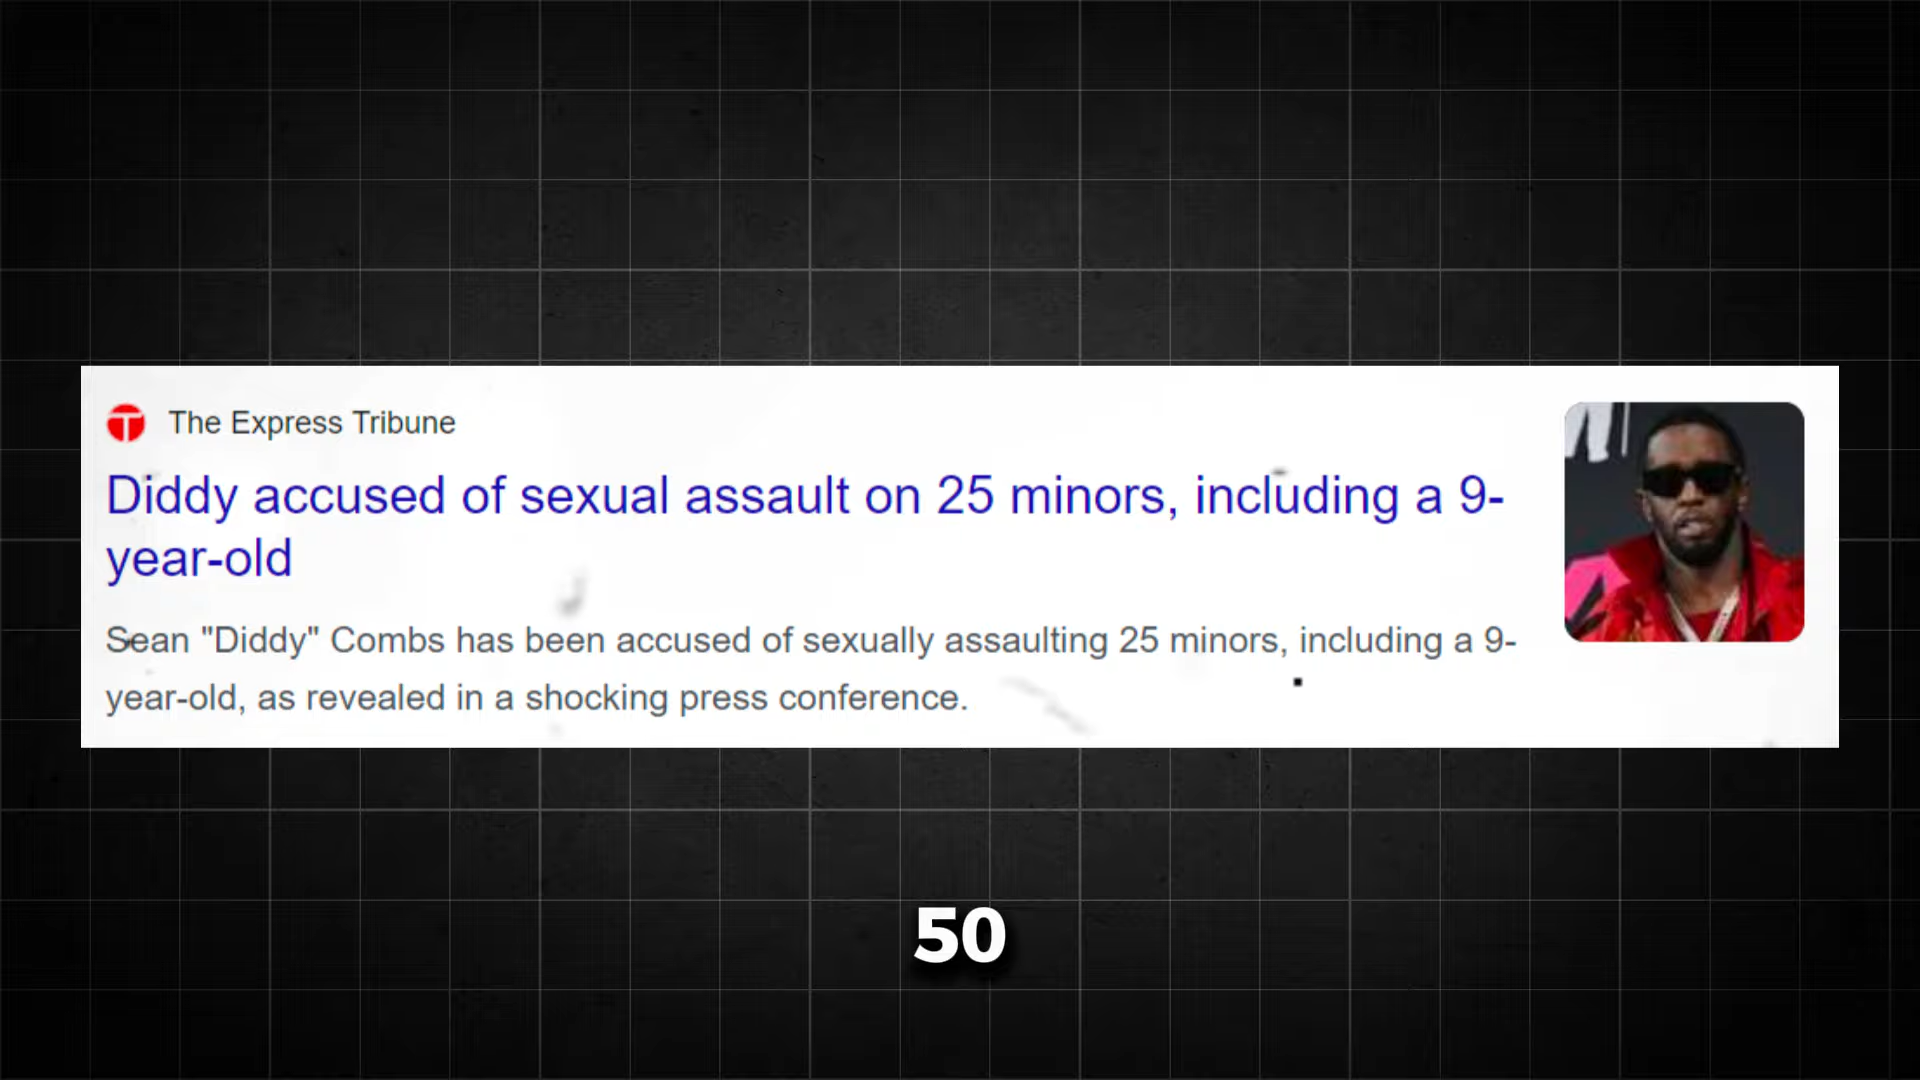 The Express Tribune
Diddy accused of sexual assault on 25 minors, including a 9-
year-old
Sean "Diddy" Combs has been accused of sexually assaulting 25 minors, including a 9-
year-old, as revealed in a shocking press conference.
50